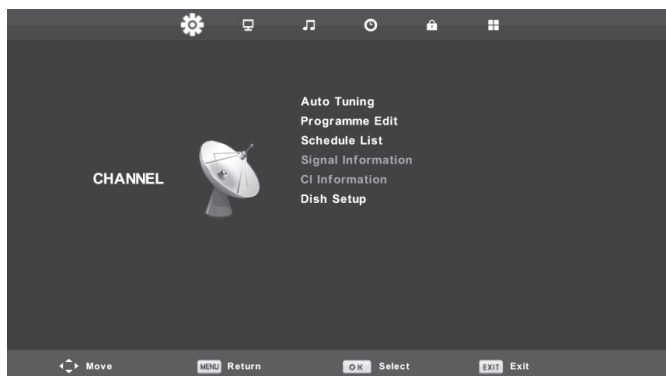 Auto Tuning
Programme Edit
Schedule List
Signal Information
CI Information
Dish Setup
CHANNEL
Move MENU Return OK Select EXIT Exit